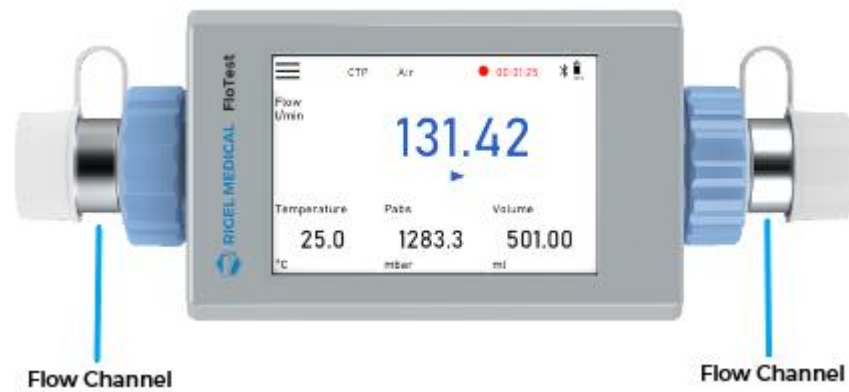 RIGEL MEDICAL FloTest
CTP Air 00:01:25
Flow
l/min
131.42
Temperature Pabs Volume
25.0 1283.3 501.00
°C mbar ml
Flow Channel
Flow Channel